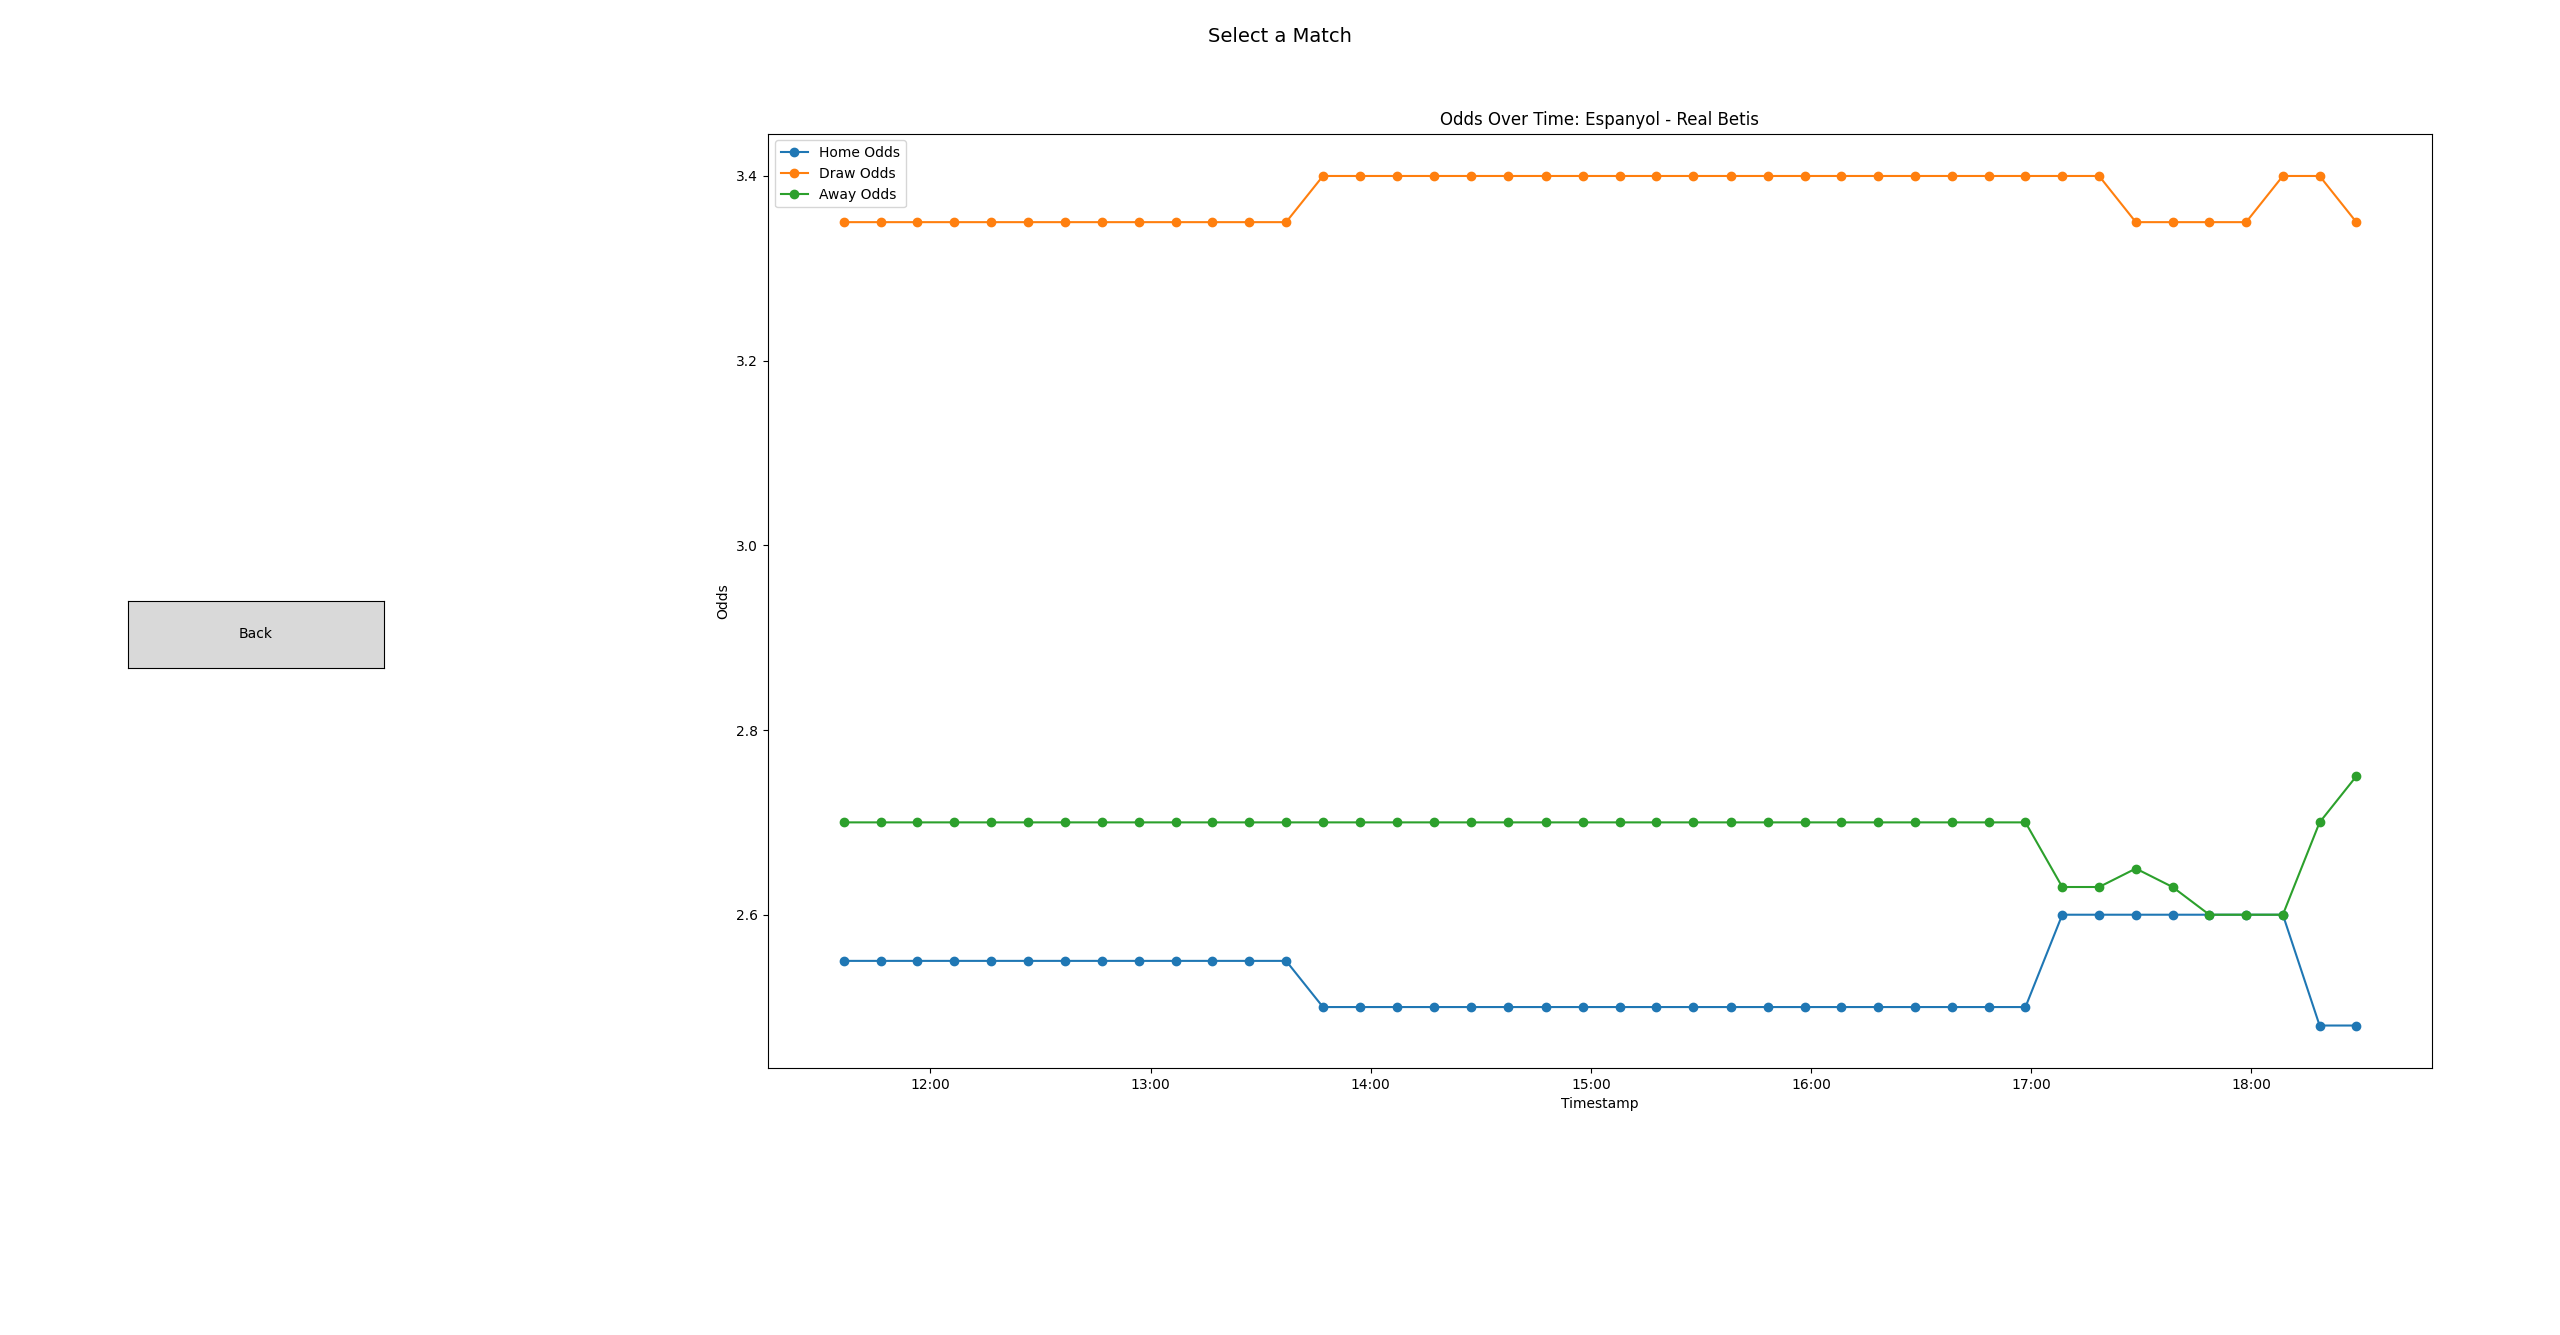 Select a Match
Odds Over Time: Espanyol - Real Betis
Home Odds
Draw Odds
Away Odds
3.4
3.2
3.0
2.8
2.6
Odds
Back
12:00 13:00 14:00 15:00 16:00 17:00 18:00
Timestamp